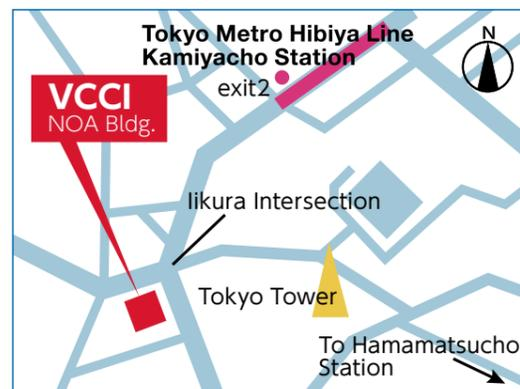 Tokyo Metro Hibiya Line
Kamiyacho Station
exit2
N
VCCI
NOA Bldg.
Iikura Intersection
Tokyo Tower
To Hamamatsucho
Station